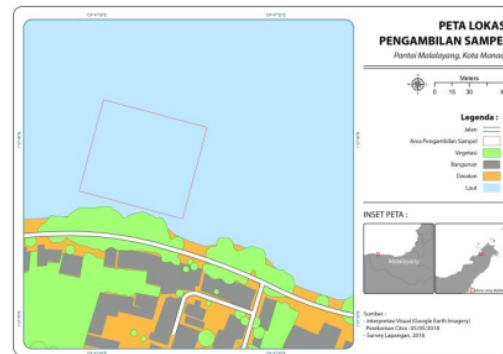 PETA LOKAS
PENGAMBILAN SAMPE
Pantai Malalayang, Kota Manad
Meters
0 15 30
Legenda :
Jalan
Area Pengambilan Sampel
Vegetasi
Bangunan
Daratan
Laut
INSET PETA :
Malalayang
Sumber :
- Interpretasi Visual (Google Earth Imagery)
Perekaman Citra : 05/05/2018
- Survey Lapangan, 2018